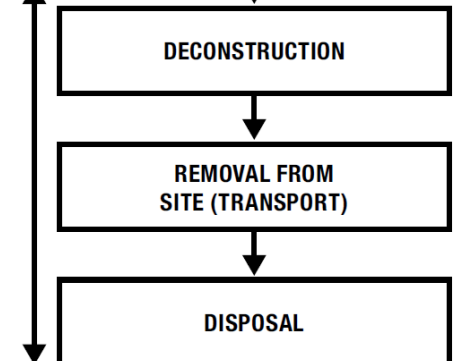 DECONSTRUCTION
REMOVAL FROM
SITE (TRANSPORT)
DISPOSAL